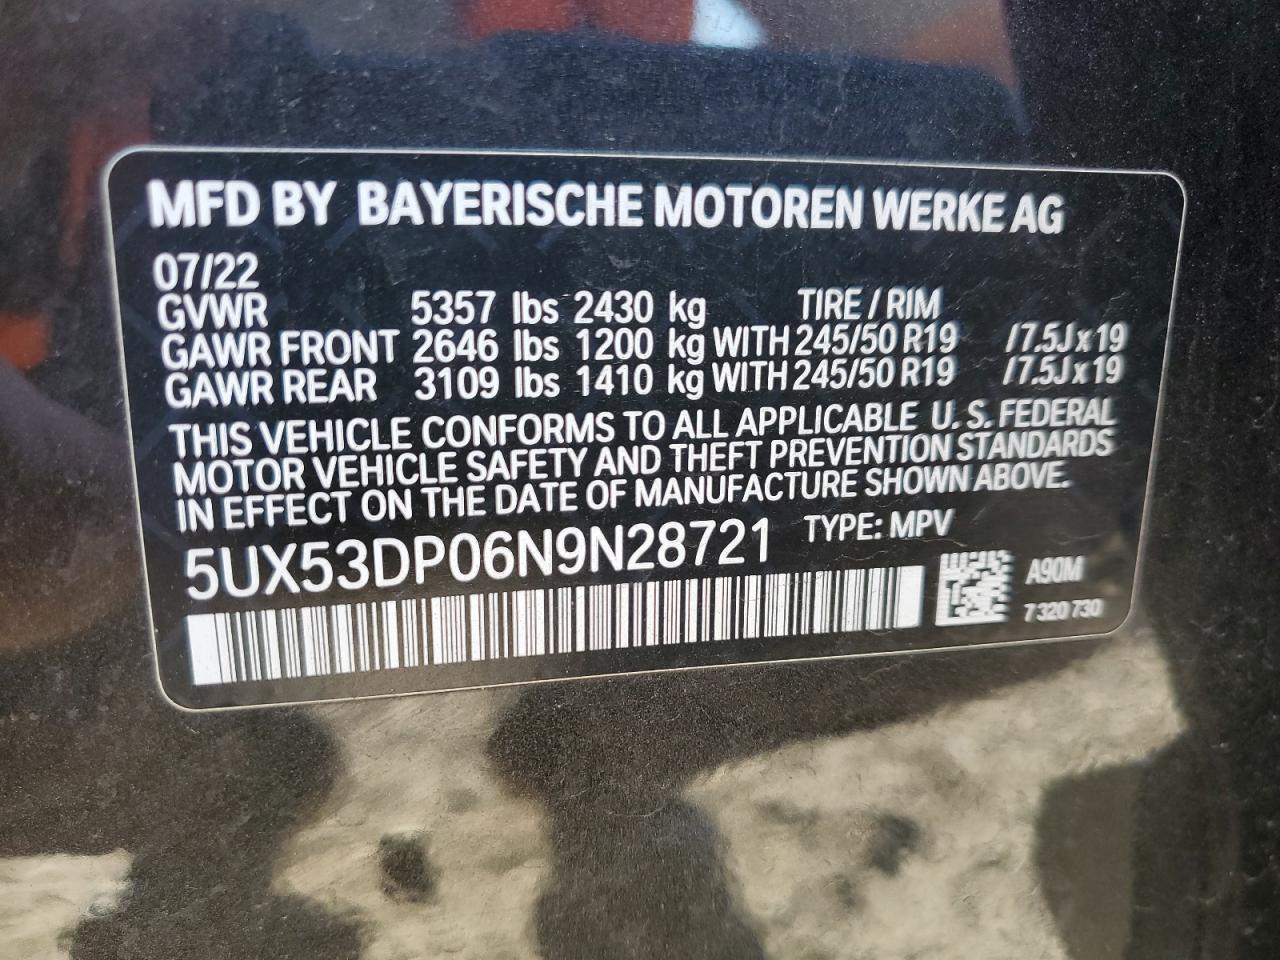 MFD BY BAYERISCHE MOTOREN WERKE AG
07/22
GVWR 5357 lbs 2430 kg TIRE / RIM
GAWR FRONT 2646 lbs 1200 kg WITH 245/50 R19 /7.5J x 19
GAWR REAR 3109 lbs 1410 kg WITH 245/50 R19 /7.5J x 19
THIS VEHICLE CONFORMS TO ALL APPLICABLE U. S. FEDERAL
MOTOR VEHICLE SAFETY AND THEFT PREVENTION STANDARDS
IN EFFECT ON THE DATE OF MANUFACTURE SHOWN ABOVE.
5UX53DP06N9N28721 TYPE: MPV
A90M
7 320 730